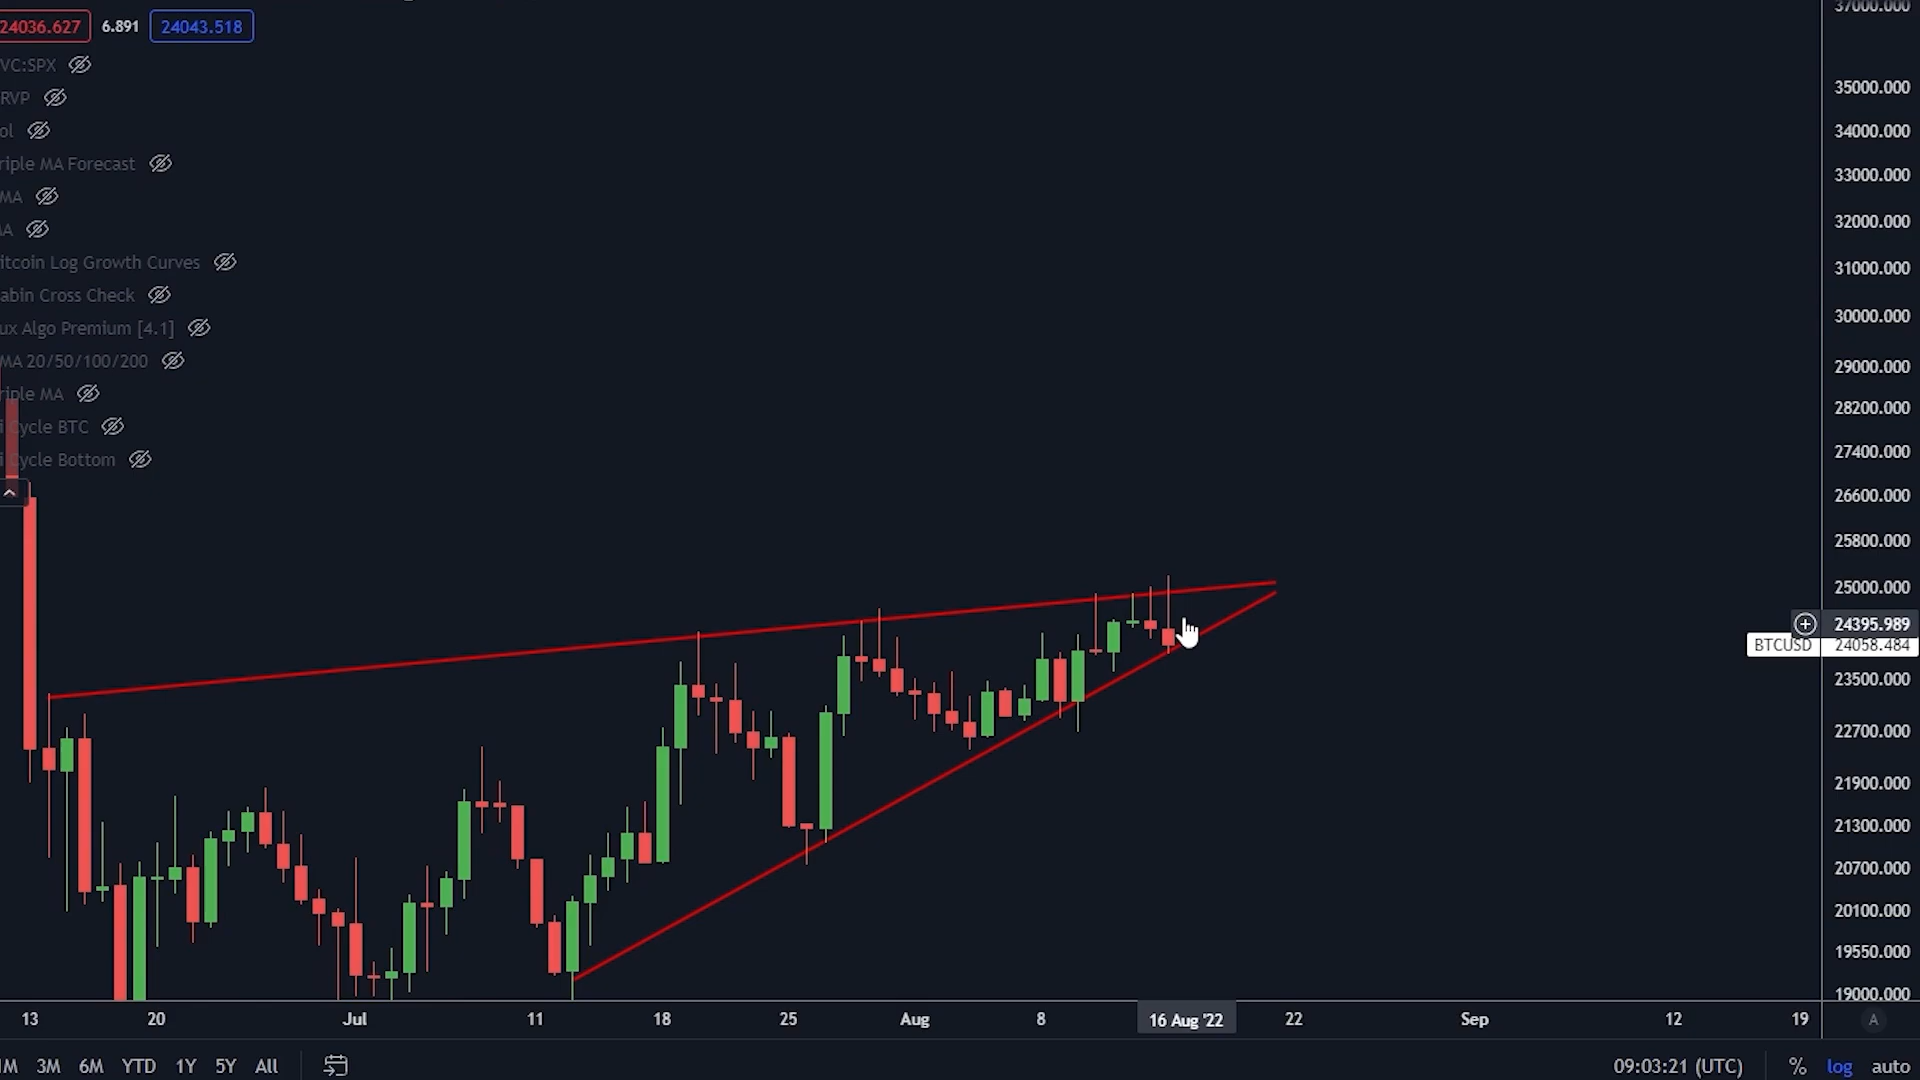 24036.627 6.891 24043.518
VC:SPX
RVP
ol
riple MA Forecast
MA
MA
itcoin Log Growth Curves
abin Cross Check
ux Algo Premium [4.1]
MA 20/50/100/200
riple MA
i Cycle BTC
i Cycle Bottom
37000.000
35000.000
34000.000
33000.000
32000.000
31000.000
30000.000
29000.000
28200.000
27400.000
26600.000
25800.000
25000.000
24395.989
BTCUSD 24058.484
23500.000
22700.000
21900.000
21300.000
20700.000
20100.000
19550.000
19000.000
13 20 Jul 11 18 25 Aug 8 16 Aug '22 22 Sep 12 19 A
1M 3M 6M YTD 1Y 5Y All 09:03:21 (UTC) % log auto